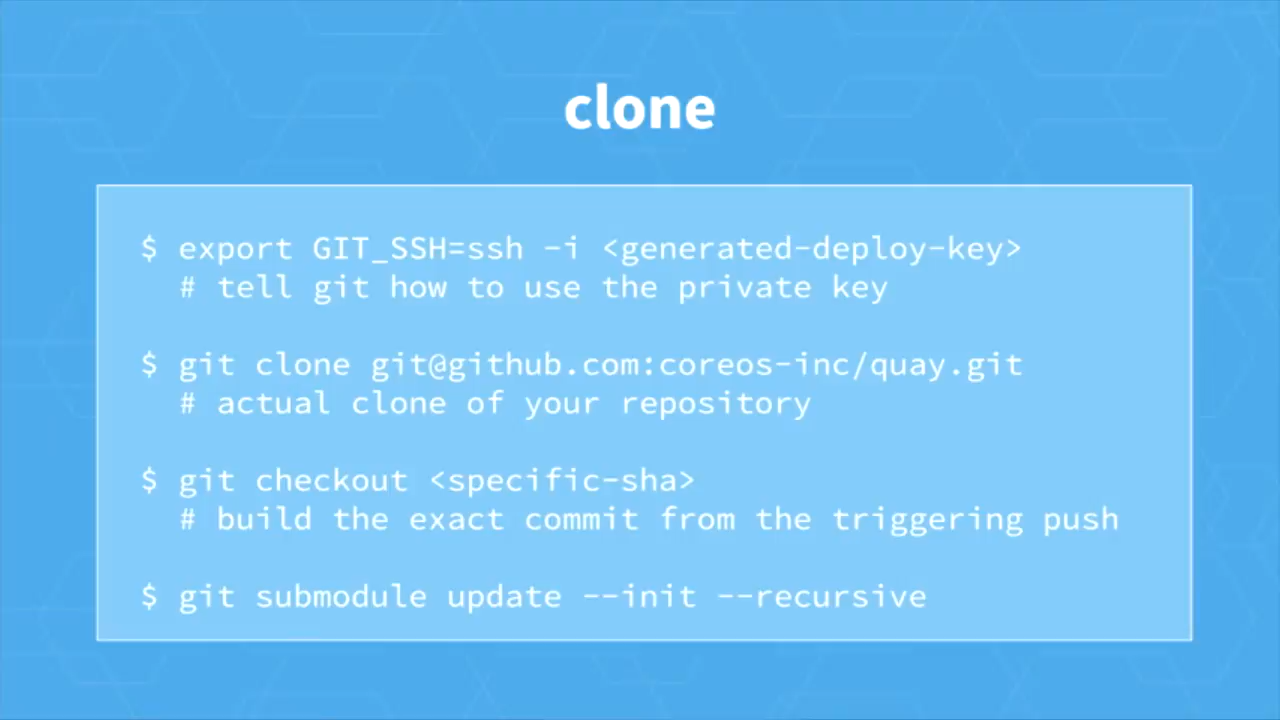 clone
$ export GIT_SSH=ssh -i <generated-deploy-key>
# tell git how to use the private key
$ git clone git@github.com:coreos-inc/quay.git
# actual clone of your repository
$ git checkout <specific-sha>
# build the exact commit from the triggering push
$ git submodule update --init --recursive